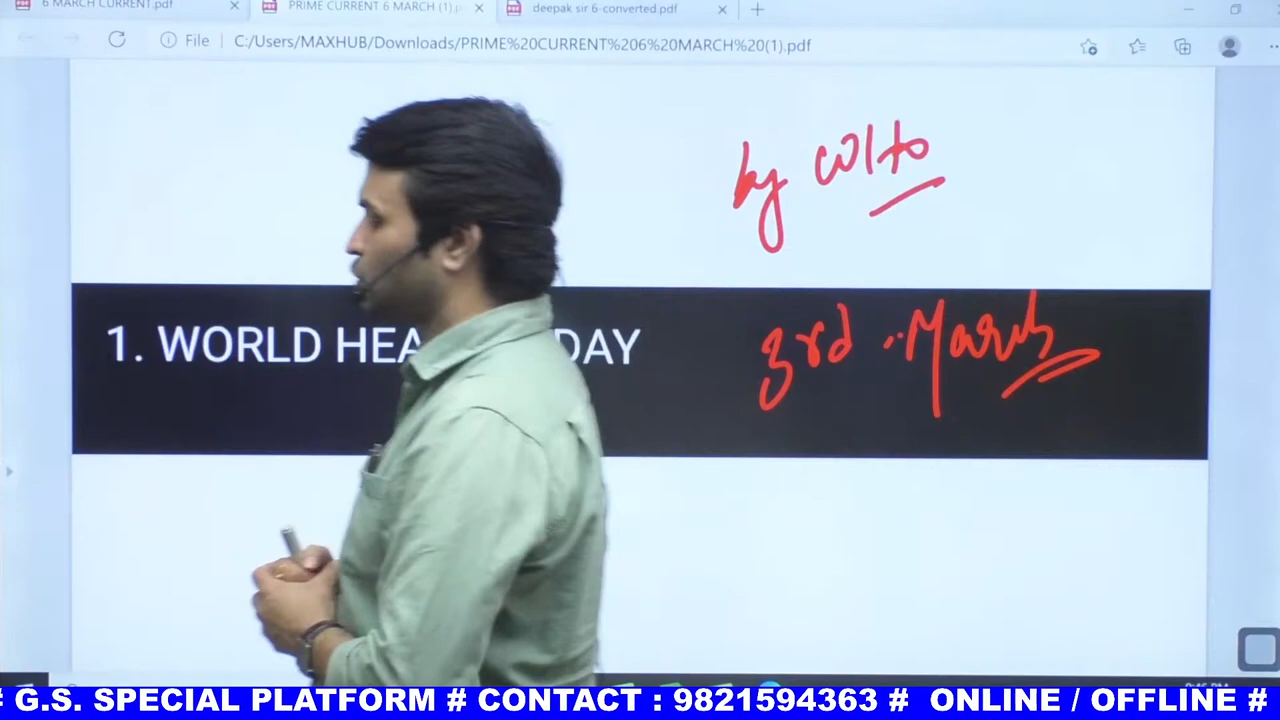 6 MARCH CURRENT.pdf
PRIME CURRENT 6 MARCH (1).p
deepak sir 6-converted.pdf
File
C:/Users/MAXHUB/Downloads/PRIME%20CURRENT%206%20MARCH%20(1).pdf
by WHO
1. WORLD HEA DAY
3rd March
# G.S. SPECIAL PLATFORM # CONTACT : 9821594363 # ONLINE / OFFLINE #